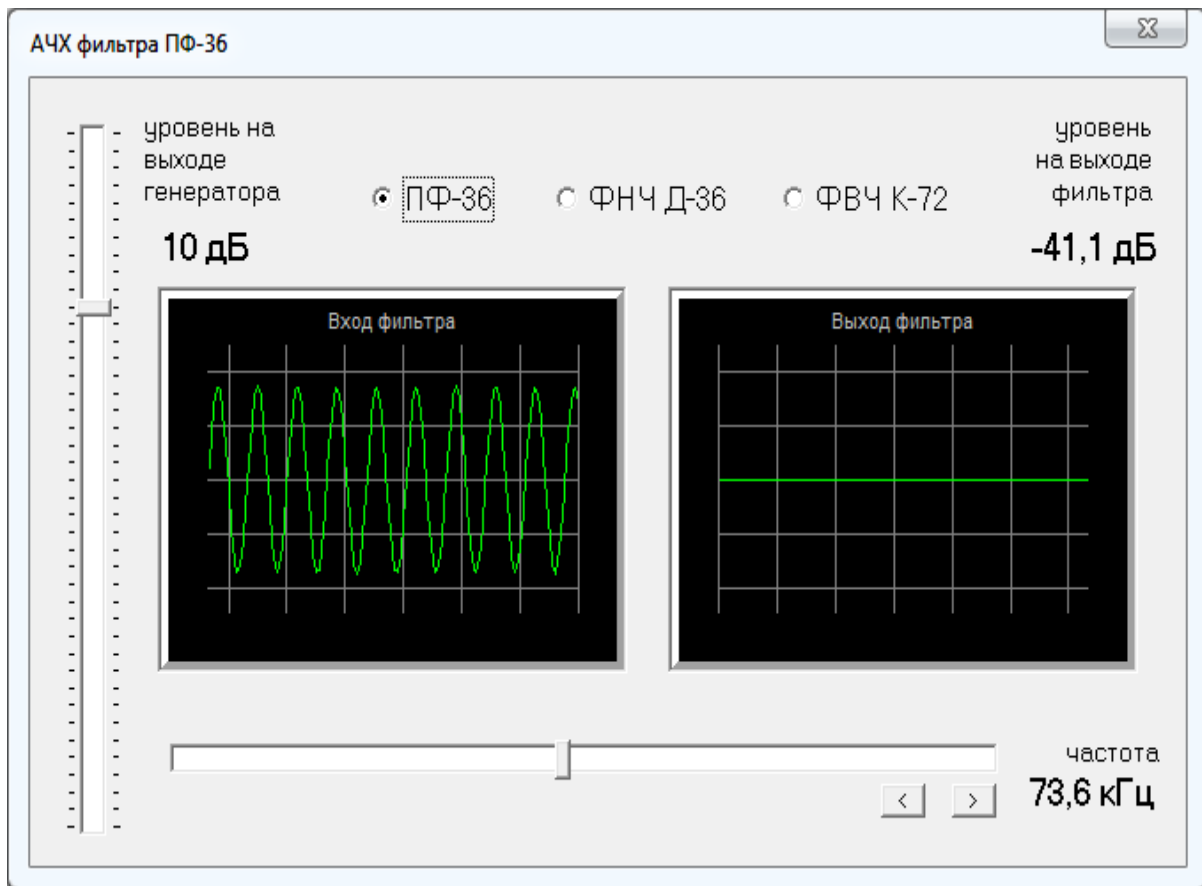 АЧХ фильтра ПФ-36
уровень на
выходе
генератора
10 дБ
ПФ-36
ФНЧ Д-36
ФВЧ К-72
уровень
на выходе
фильтра
-41,1 дБ
Вход фильтра
Выход фильтра
частота
73,6 кГц
< >